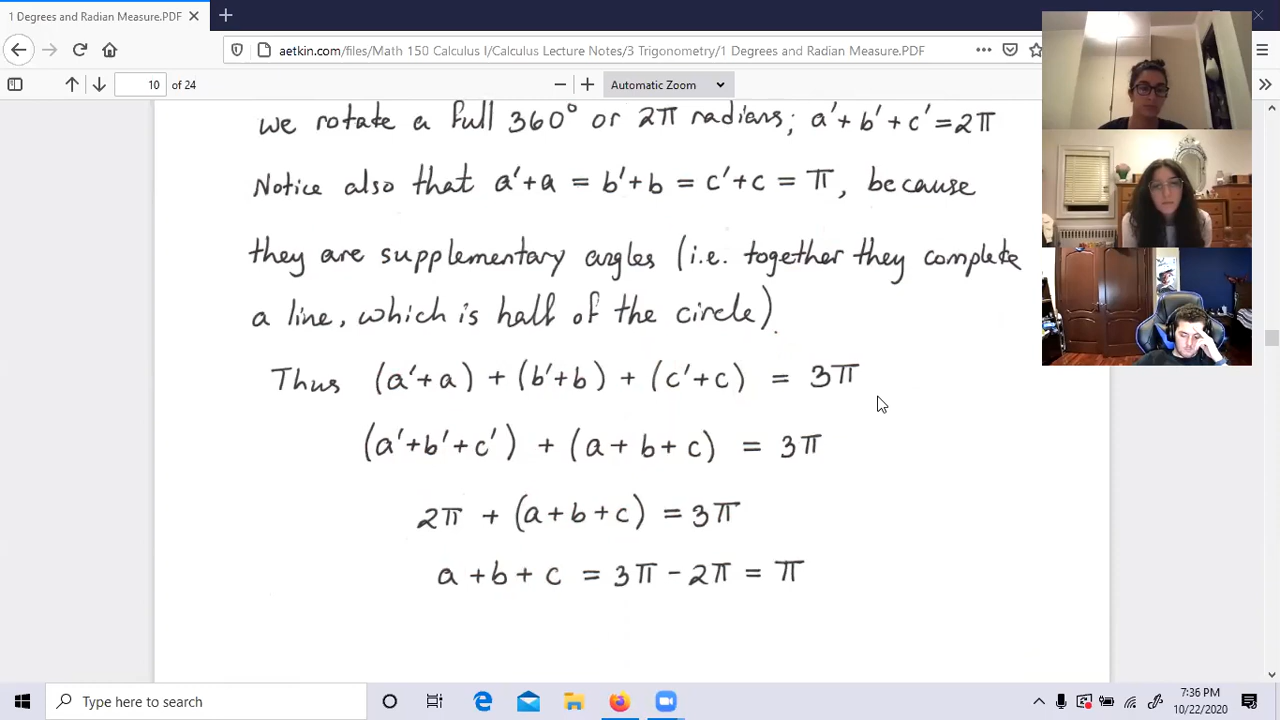 1 Degrees and Radian Measure.PDF
aetkin.com/files/Math 150 Calculus I/Calculus Lecture Notes/3 Trigonometry/1 Degrees and Radian Measure.PDF
10 of 24
Automatic Zoom
we rotate a full 360° or 2π radians; a'+ b'+ c' = 2π
Notice also that a'+a = b'+b = c'+c = π, because
they are supplementary angles (i.e. together they complete
a line, which is half of the circle).
Thus (a'+a) + (b'+b) + (c'+c) = 3π
(a'+b'+c') + (a+b+c) = 3π
2π + (a+b+c) = 3π
a+b+c = 3π-2π = π
Type here to search
7:36 PM
10/22/2020